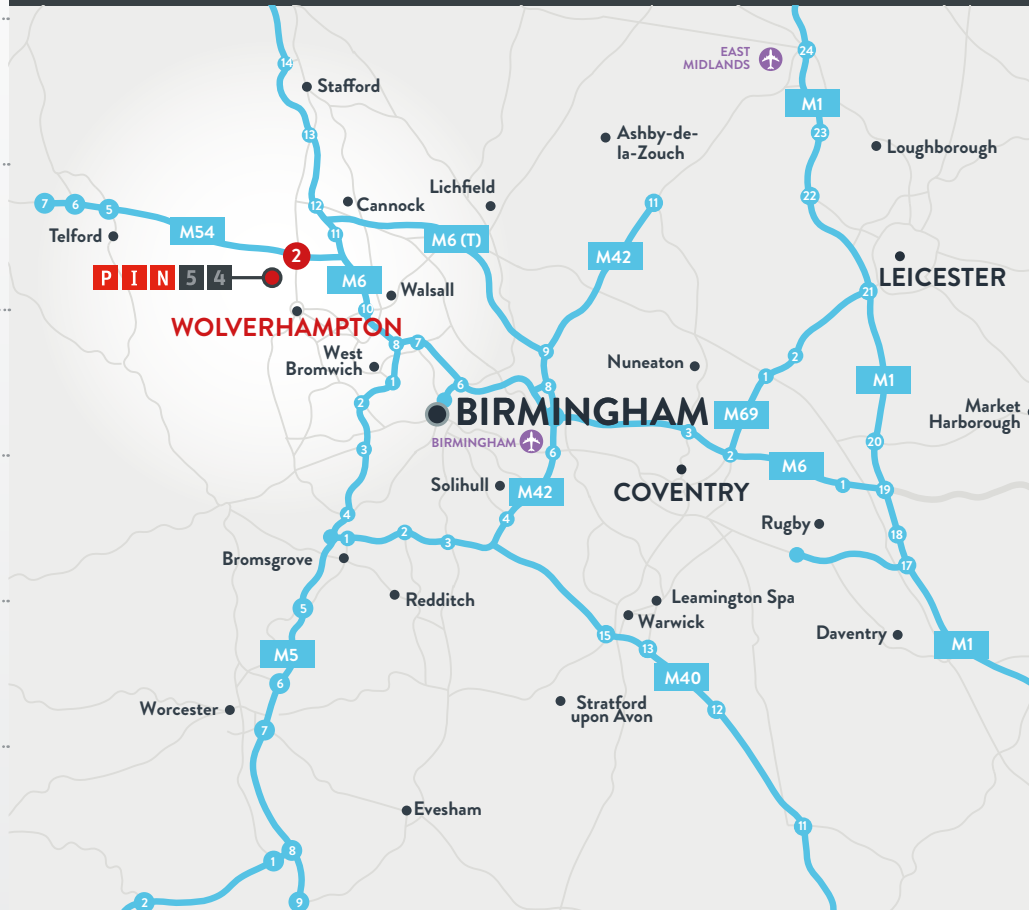 14
EAST
MIDLANDS
24
Stafford
M1
13
23
Ashby-de-
la-Zouch
Loughborough
Lichfield
12
Cannock
22
7
6
5
11
M54
11
M6 (T)
Telford
M42
2
LEICESTER
PIN54
M6
Walsall
21
10
WOLVERHAMPTON
8
7
9
2
West
Bromwich
Nuneaton
1
1
6
8
M1
2
BIRMINGHAM
M69
Market
Harborough
BIRMINGHAM
3
20
3
6
2
M6
Solihull
M42
COVENTRY
1
19
4
4
Rugby
18
1
2
3
Bromsgrove
17
Redditch
Leamington Spa
5
Warwick
15
Daventry
M1
M5
13
M40
6
Stratford
upon Avon
12
Worcester
7
Evesham
11
8
1
2
9